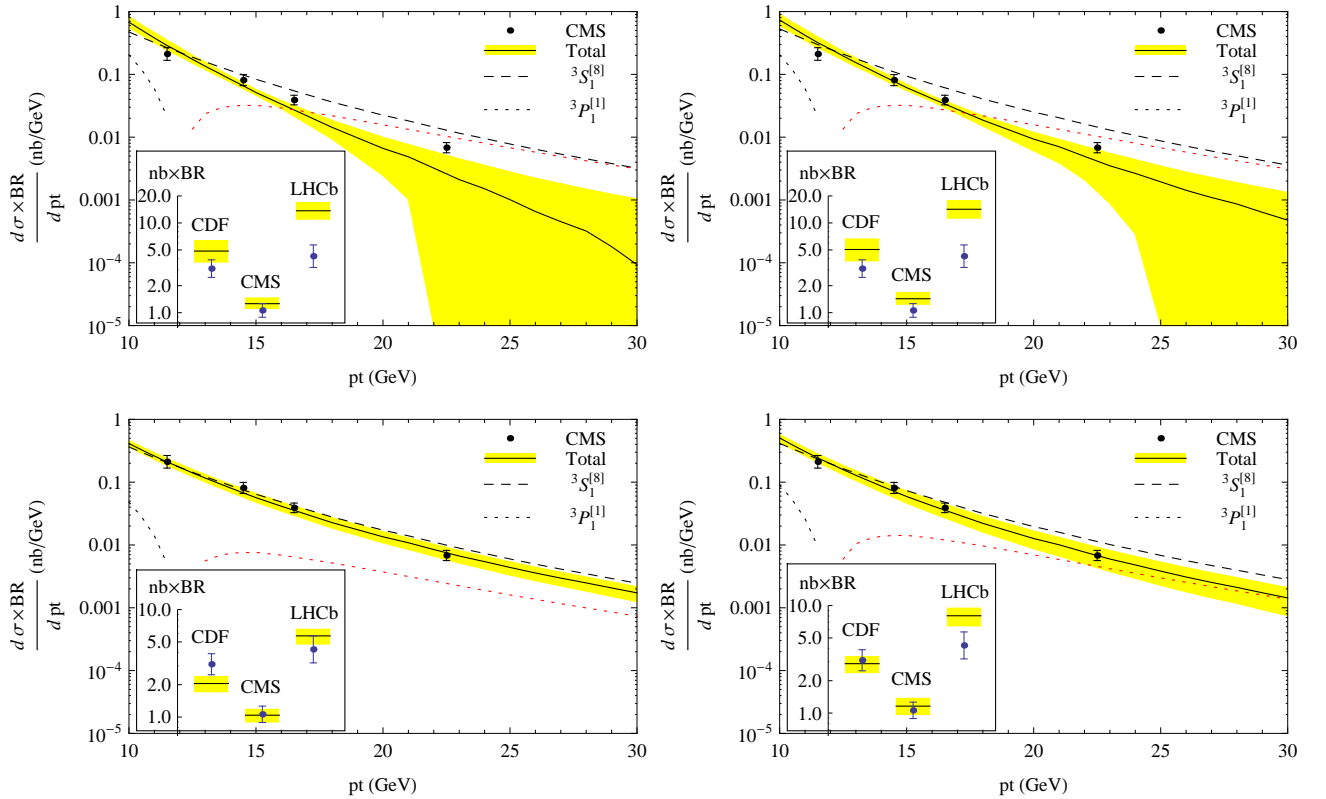 1
0.1
0.01
0.001
10⁻⁴
10⁻⁵
dσ×BR / d pt (nb/GeV)
CMS
Total
³S₁^[8]
³P₁^[1]
nb×BR
20.0
10.0
5.0
2.0
1.0
CDF
CMS
LHCb
10 15 20 25 30
pt (GeV)
1
0.1
0.01
0.001
10⁻⁴
10⁻⁵
dσ×BR / d pt (nb/GeV)
CMS
Total
³S₁^[8]
³P₁^[1]
nb×BR
20.0
10.0
5.0
2.0
1.0
CDF
CMS
LHCb
10 15 20 25 30
pt (GeV)
1
0.1
0.01
0.001
10⁻⁴
10⁻⁵
dσ×BR / d pt (nb/GeV)
CMS
Total
³S₁^[8]
³P₁^[1]
nb×BR
10.0
5.0
2.0
1.0
CDF
CMS
LHCb
10 15 20 25 30
pt (GeV)
1
0.1
0.01
0.001
10⁻⁴
10⁻⁵
dσ×BR / d pt (nb/GeV)
CMS
Total
³S₁^[8]
³P₁^[1]
nb×BR
10.0
5.0
2.0
1.0
CDF
CMS
LHCb
10 15 20 25 30
pt (GeV)